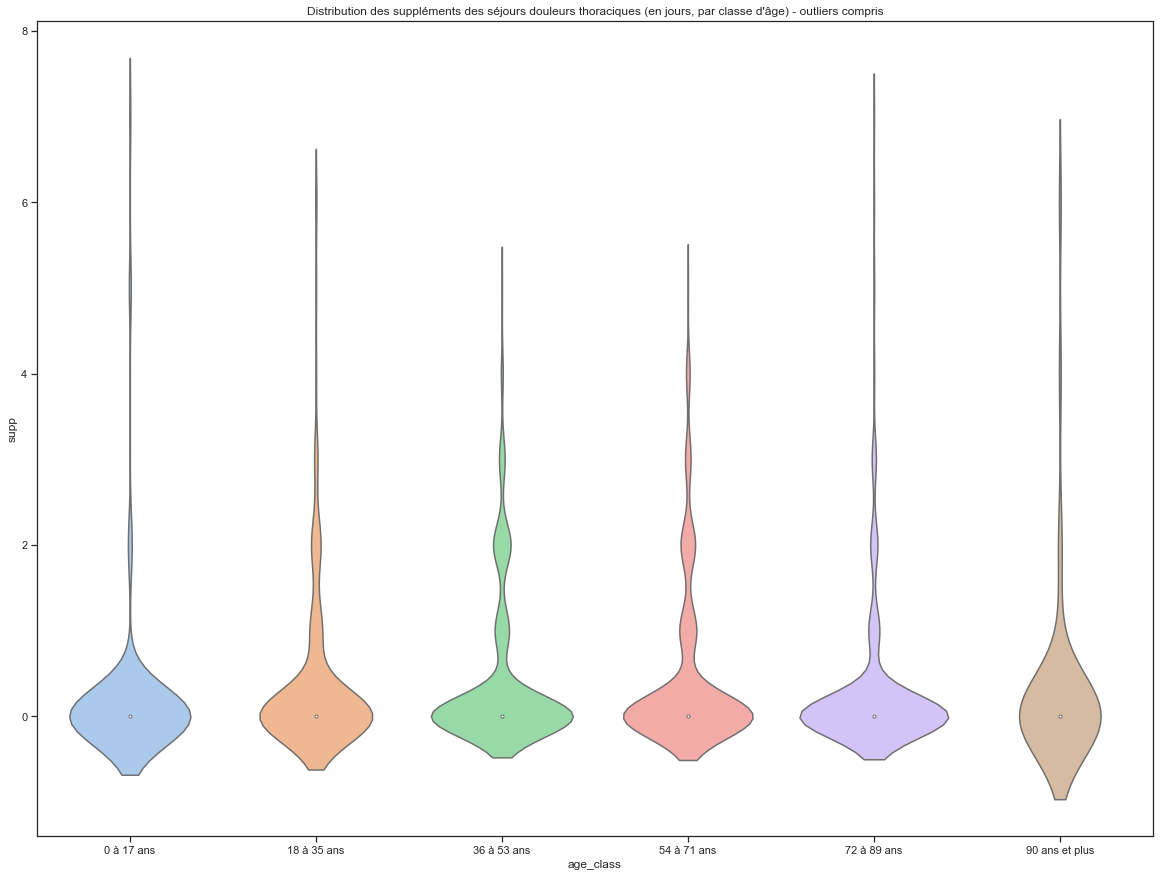 Distribution des suppléments des séjours douleurs thoraciques (en jours, par classe d'âge) - outliers compris
8
6
4
2
0
supp
0 à 17 ans
18 à 35 ans
36 à 53 ans
54 à 71 ans
72 à 89 ans
90 ans et plus
age_class